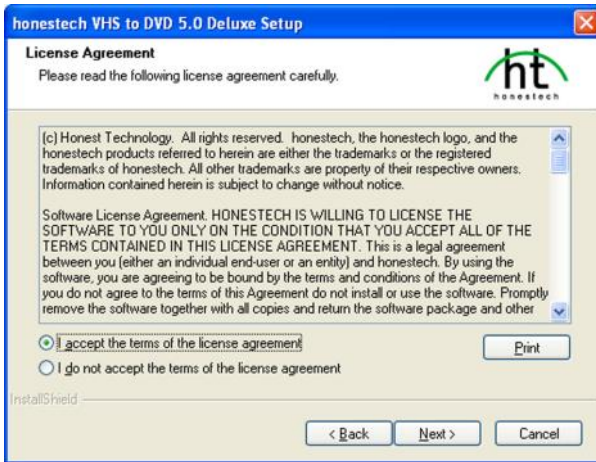 honestech VHS to DVD 5.0 Deluxe Setup
License Agreement
Please read the following license agreement carefully.
ht
honestech
(c) Honest Technology. All rights reserved. honestech, the honestech logo, and the
honestech products referred to herein are either the trademarks or the registered
trademarks of honestech. All other trademarks are property of their respective owners.
Information contained herein is subject to change without notice.
Software License Agreement. HONESTECH IS WILLING TO LICENSE THE
SOFTWARE TO YOU ONLY ON THE CONDITION THAT YOU ACCEPT ALL OF THE
TERMS CONTAINED IN THIS LICENSE AGREEMENT. This is a legal agreement
between you (either an individual end-user or an entity) and honestech. By using the
software, you are agreeing to be bound by the terms and conditions of the Agreement. If
you do not agree to the terms of this Agreement do not install or use the software. Promptly
remove the software together with all copies and return the software package and other
I accept the terms of the license agreement
Print
I do not accept the terms of the license agreement
InstallShield
< Back
Next >
Cancel